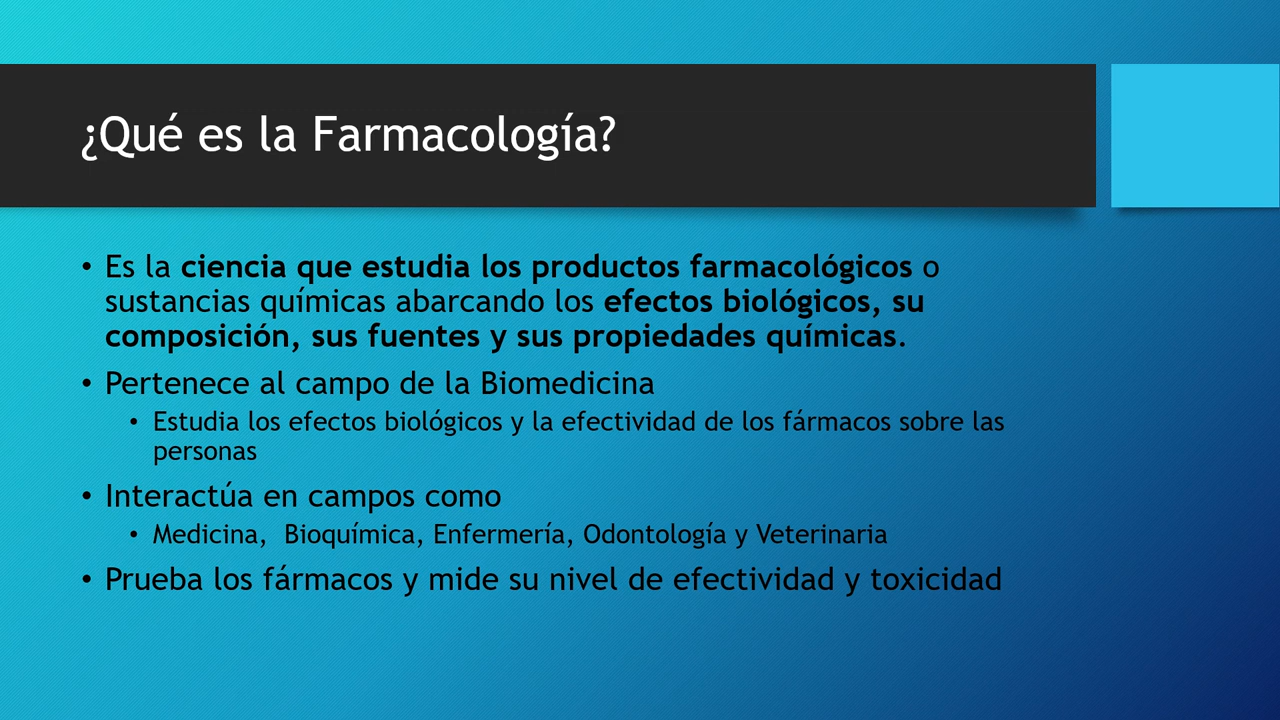 ¿Qué es la Farmacología?
• Es la ciencia que estudia los productos farmacológicos o
sustancias químicas abarcando los efectos biológicos, su
composición, sus fuentes y sus propiedades químicas.
• Pertenece al campo de la Biomedicina
• Estudia los efectos biológicos y la efectividad de los fármacos sobre las
personas
• Interactúa en campos como
• Medicina,  Bioquímica, Enfermería, Odontología y Veterinaria
• Prueba los fármacos y mide su nivel de efectividad y toxicidad